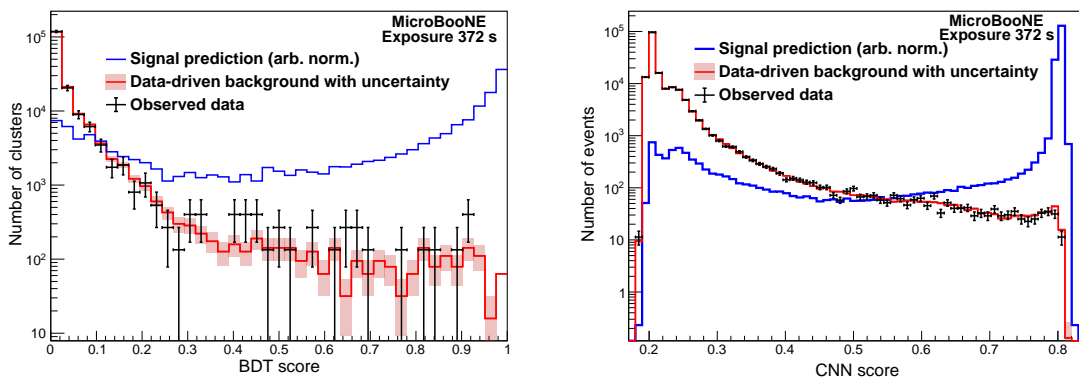 MicroBooNE
Exposure 372 s
Signal prediction (arb. norm.)
Data-driven background with uncertainty
Observed data
Number of clusters
10⁵
10⁴
10³
10²
10
0 0.1 0.2 0.3 0.4 0.5 0.6 0.7 0.8 0.9 1
BDT score
MicroBooNE
Exposure 372 s
Signal prediction (arb. norm.)
Data-driven background with uncertainty
Observed data
Number of events
10⁵
10⁴
10³
10²
10
1
0.2 0.3 0.4 0.5 0.6 0.7 0.8
CNN score